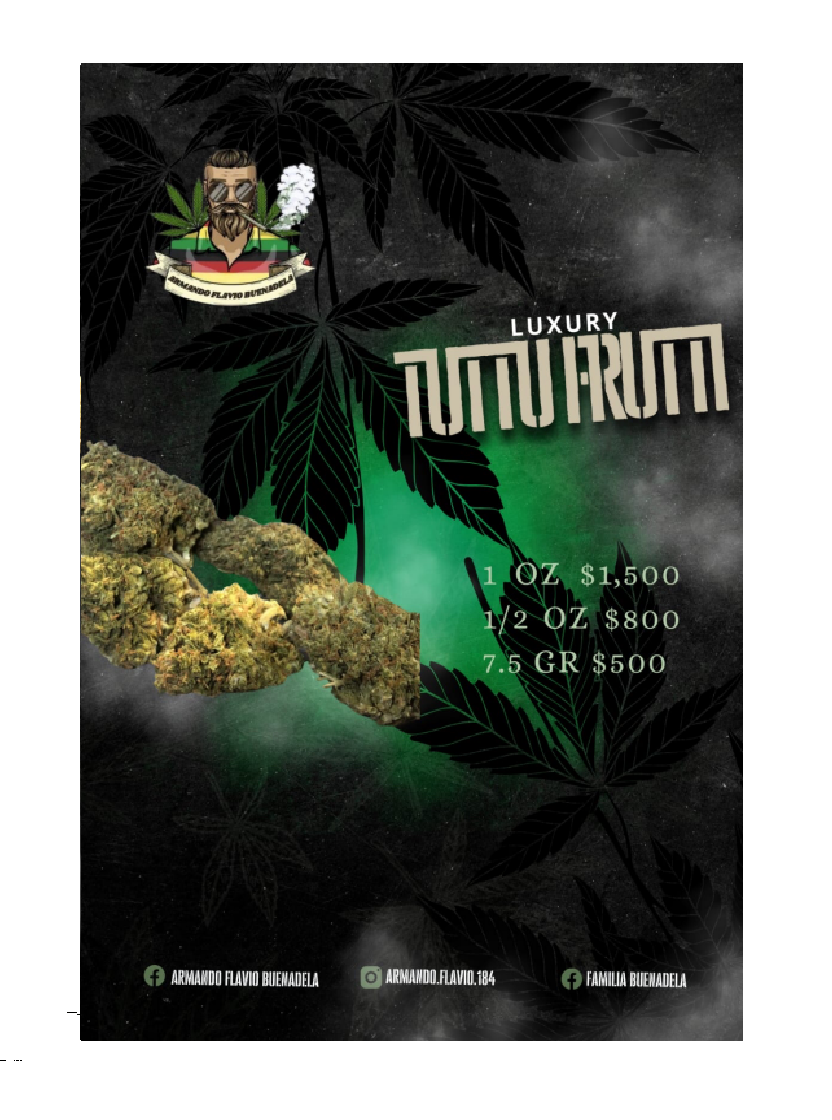 ARMANDO FLAVIO BUENADELA
LUXURY
TUTTU FRUTTI
1 OZ $1,500
1/2 OZ $800
7.5 GR $500
ARMANDO FLAVIO BUENADELA
ARMANDO.FLAVIO.184
FAMILIA BUENADELA